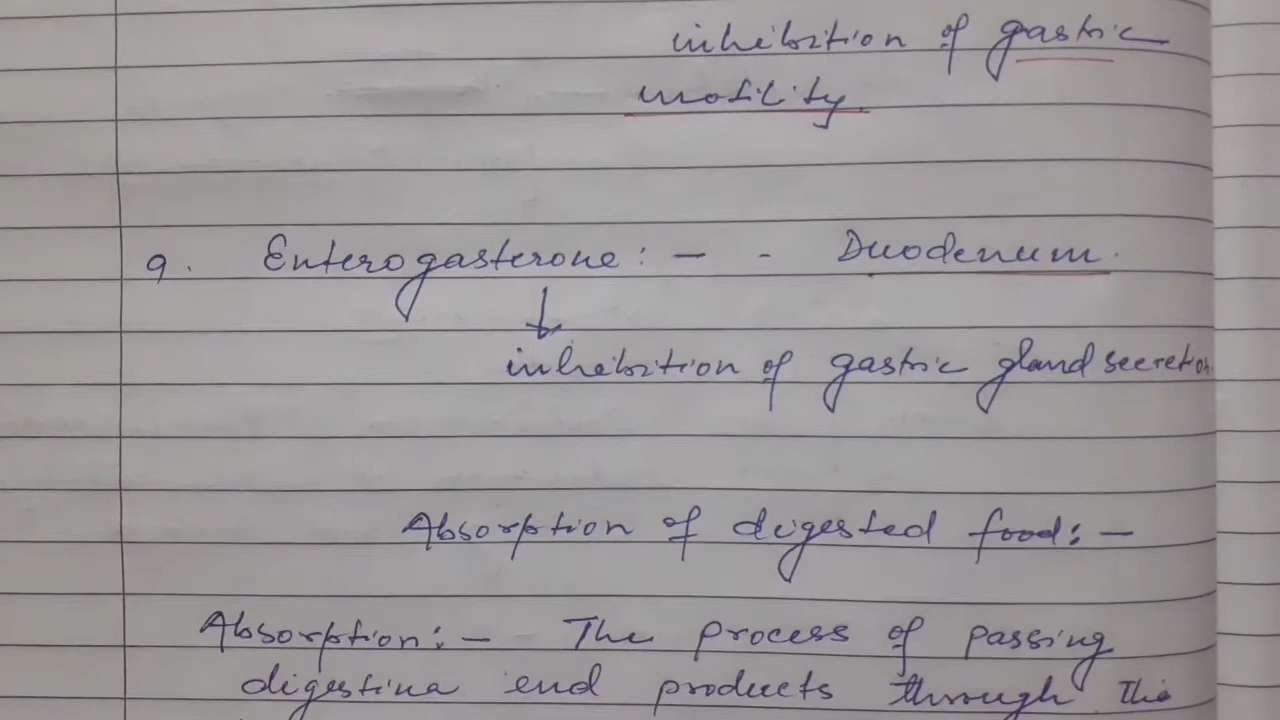 inhibition of gastric
motility.
9. Enterogasterone:- - Duodenum.
↓
inhibition of gastric gland secretion.
Absorption of digested food:-
Absorption:- The process of passing
digestina end products through the